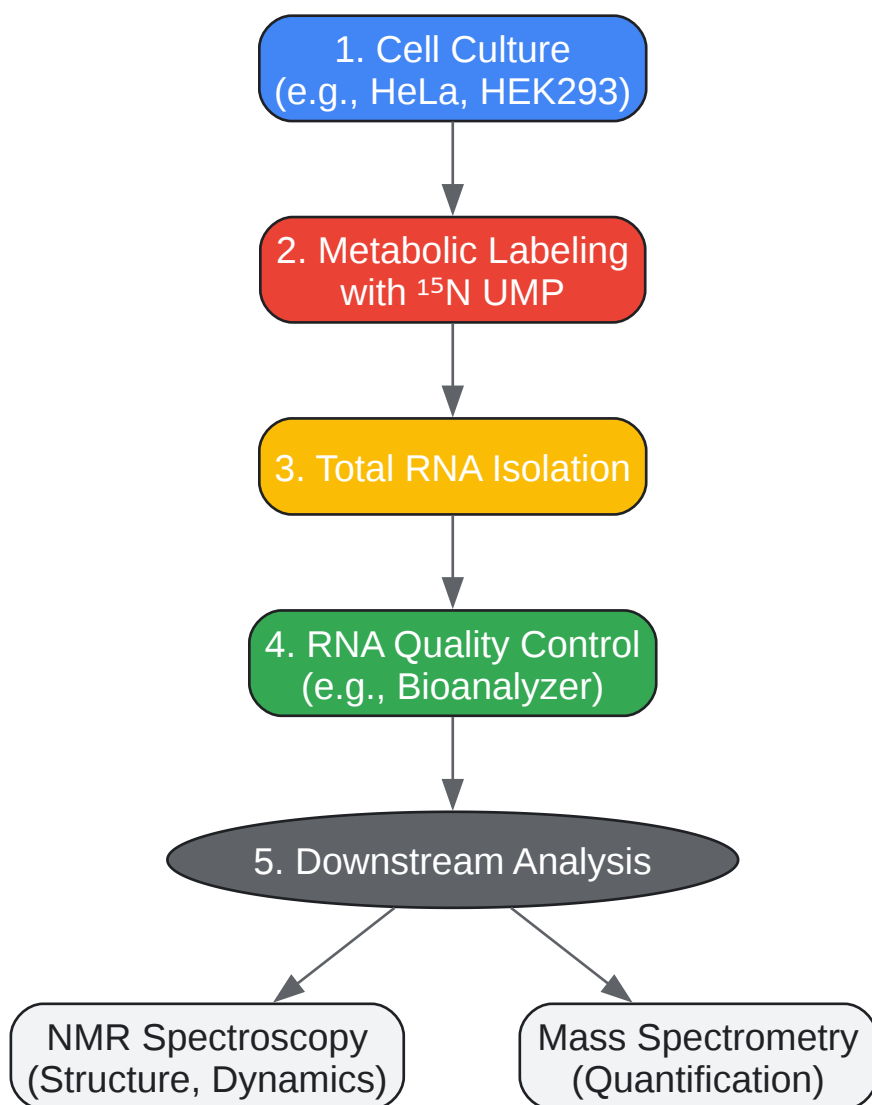 1. Cell Culture
(e.g., HeLa, HEK293)
2. Metabolic Labeling
with ¹⁵N UMP
3. Total RNA Isolation
4. RNA Quality Control
(e.g., Bioanalyzer)
5. Downstream Analysis
NMR Spectroscopy
(Structure, Dynamics)
Mass Spectrometry
(Quantification)